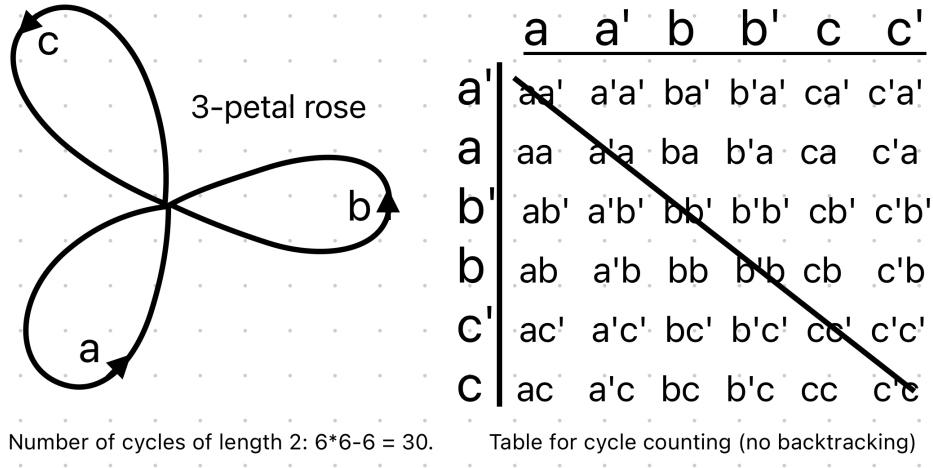 c
3-petal rose
b
a
Number of cycles of length 2: 6*6-6 = 30.
a a' b b' c c'
a' aa' a'a' ba' b'a' ca' c'a'
a aa a'a ba b'a ca c'a
b' ab' a'b' bb' b'b' cb' c'b'
b ab a'b bb b'b cb c'b
c' ac' a'c' bc' b'c' cc' c'c'
c ac a'c bc b'c cc c'c
Table for cycle counting (no backtracking)